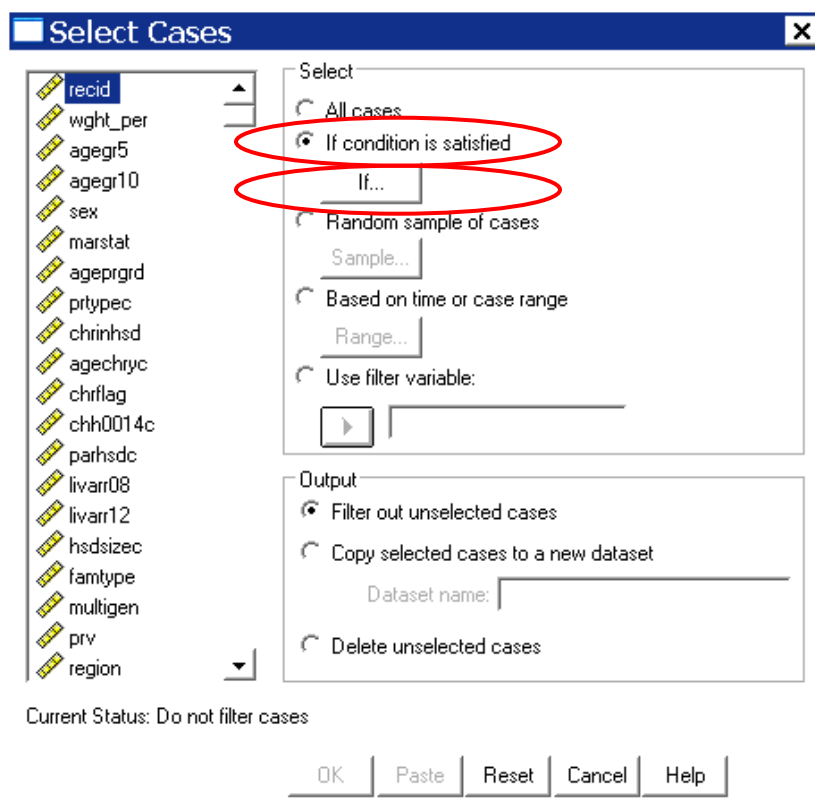 Select Cases
recid
wght_per
agegr5
agegr10
sex
marstat
ageprgrd
prtypec
chrinhsd
agechryc
chrflag
chh0014c
parhsdc
livarr08
livarr12
hsdsizec
famtype
multigen
prv
region
Select
All cases
If condition is satisfied
If...
Random sample of cases
Sample...
Based on time or case range
Range...
Use filter variable:
Output
Filter out unselected cases
Copy selected cases to a new dataset
Dataset name:
Delete unselected cases
Current Status: Do not filter cases
OK Paste Reset Cancel Help